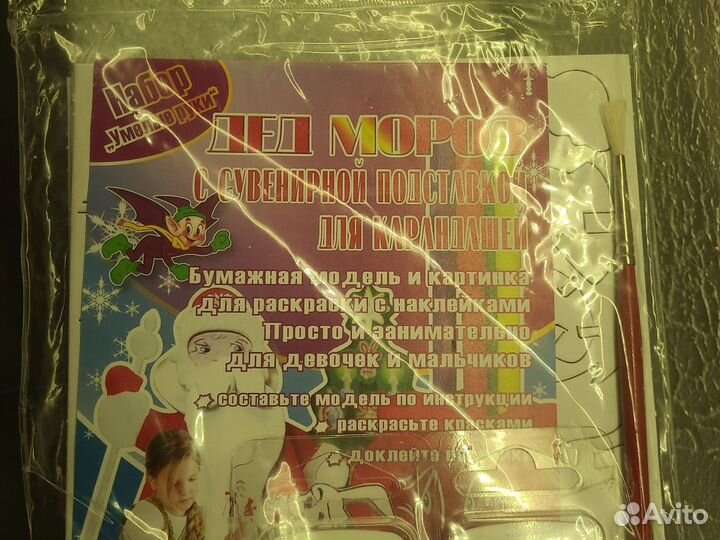 Набор
„Умелые руки“
ДЕД МОРОЗ
С СУВЕНИРНОЙ ПОДСТАВКОЙ
ДЛЯ КАРАНДАШЕЙ
Бумажная модель и картинка
для раскраски с наклейками
Просто и занимательно
для девочек и мальчиков
составьте модель по инструкции
раскрасьте красками
доклейте
Avito